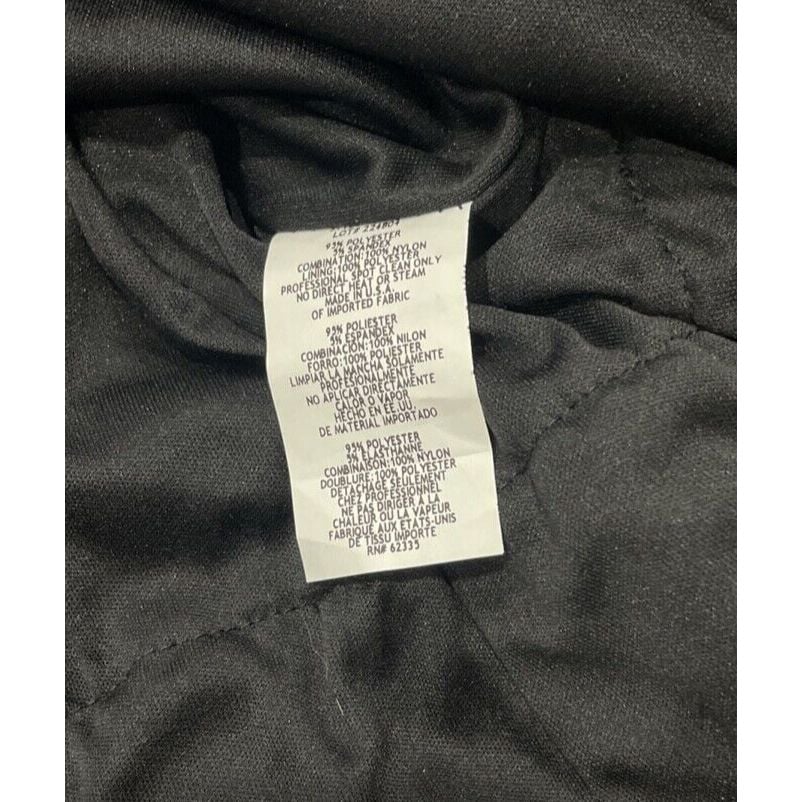 LOT# 224804
95% POLYESTER
5% SPANDEX
COMBINATION:100% NYLON
LINING:100% POLYESTER
PROFESSIONAL SPOT CLEAN ONLY
NO DIRECT HEAT OR STEAM
MADE IN U.S.A.
OF IMPORTED FABRIC
95% POLIESTER
5% ESPANDEX
COMBINACIÓN:100% NILON
FORRO:100% POLIESTER
LIMPIAR LA MANCHA SOLAMENTE
PROFESIONALMENTE
NO APLICAR DIRECTAMENTE
CALOR O VAPOR
HECHO EN EE.UU.
DE MATERIAL IMPORTADO
95% POLYESTER
5% ELASTHANNE
COMBINAISON:100% NYLON
DOUBLURE:100% POLYESTER
DETACHAGE SEULEMENT
CHEZ PROFESSIONNEL
NE PAS DIRIGER A LA
CHALEUR OU LA VAPEUR
FABRIQUÉ AUX ETATS-UNIS
DE TISSU IMPORTE
RN# 62335